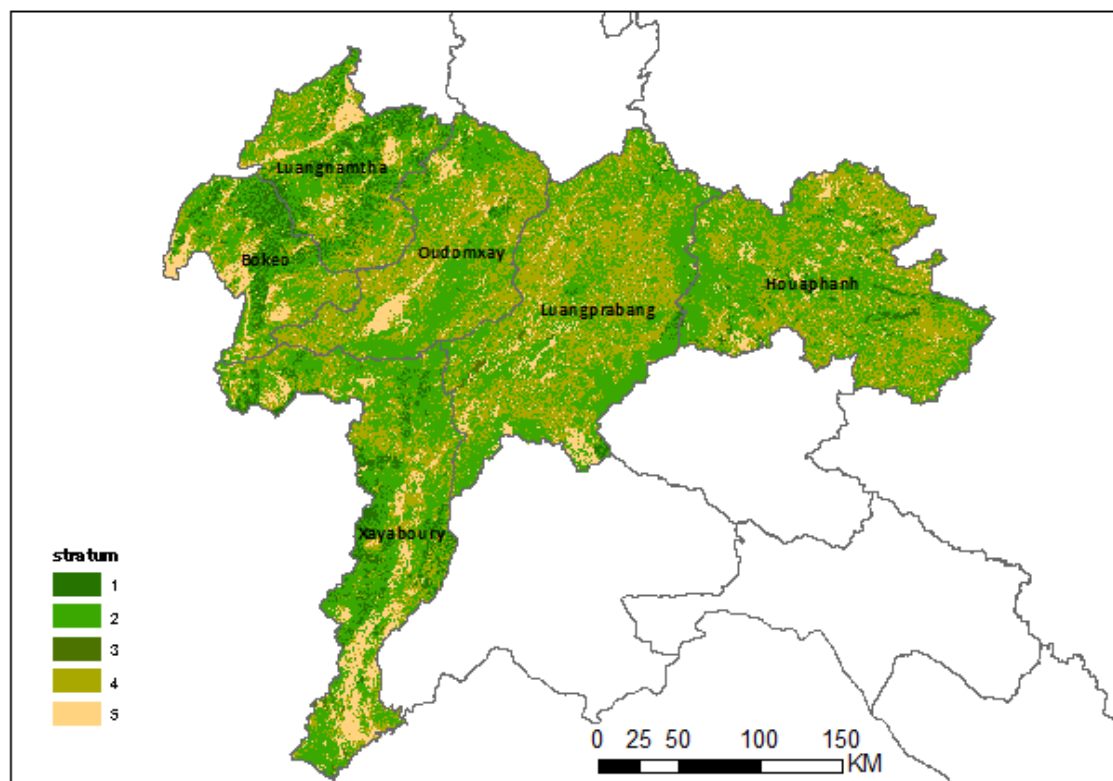 Luangnamtha
Bokeo
Oudomxay
Houaphanh
Luangprabang
Xayaboury
stratum
1
2
3
4
5
0 25 50 100 150
KM